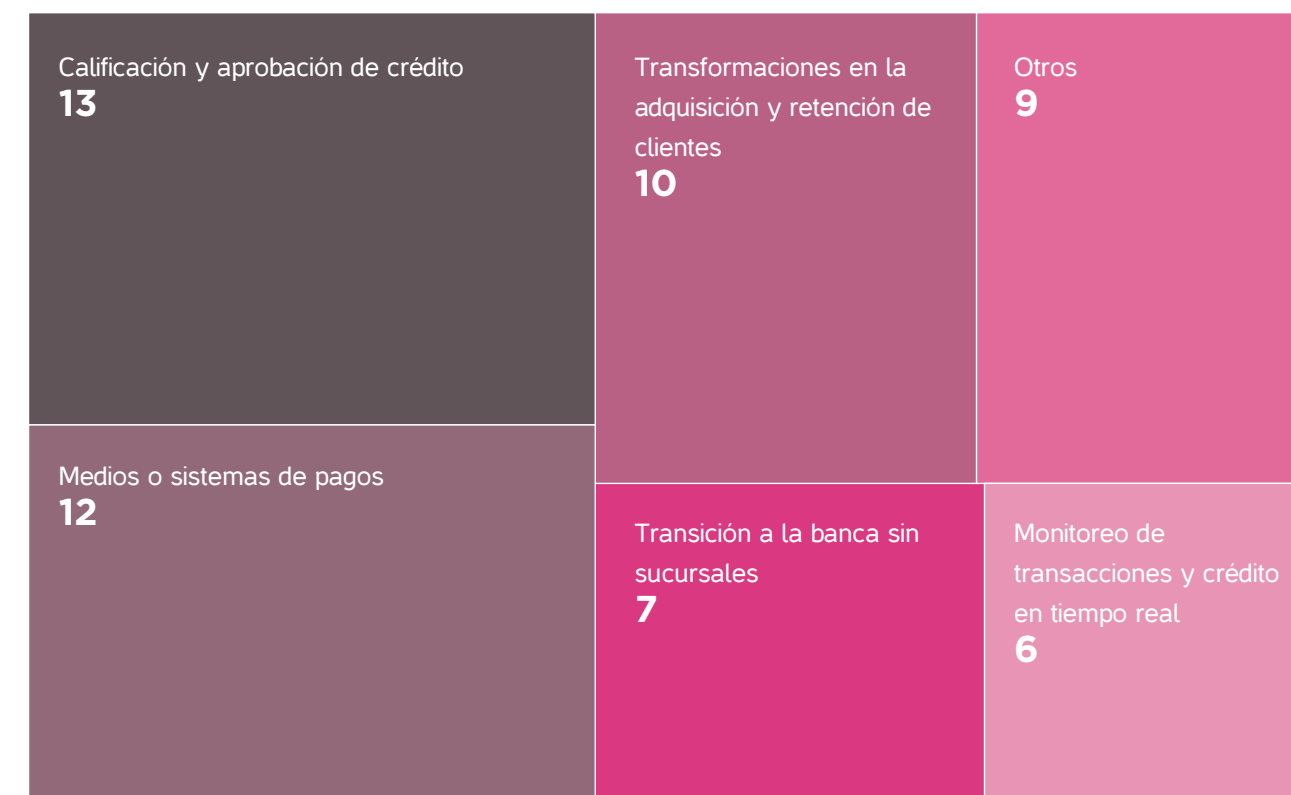 Calificación y aprobación de crédito
13
Transformaciones en la
adquisición y retención de
clientes
10
Otros
9
Medios o sistemas de pagos
12
Transición a la banca sin
sucursales
7
Monitoreo de
transacciones y crédito
en tiempo real
6